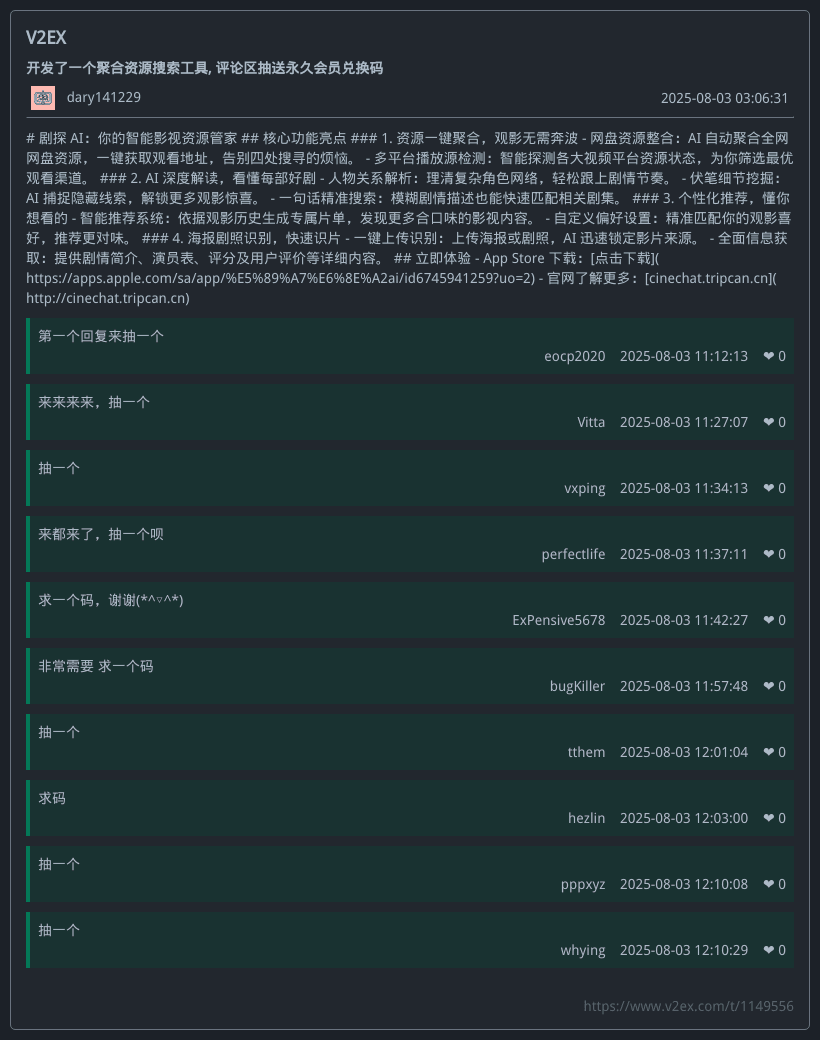 V2EX
开发了一个聚合资源搜索工具, 评论区抽送永久会员兑换码
dary141229 2025-08-03 03:06:31
# 剧探 AI：你的智能影视资源管家 ## 核心功能亮点 ### 1. 资源一键聚合，观影无需奔波 - 网盘资源整合：AI 自动聚合全网
网盘资源，一键获取观看地址，告别四处搜寻的烦恼。 - 多平台播放源检测：智能探测各大视频平台资源状态，为你筛选最优
观看渠道。 ### 2. AI 深度解读，看懂每部好剧 - 人物关系解析：理清复杂角色网络，轻松跟上剧情节奏。 - 伏笔细节挖掘：
AI 捕捉隐藏线索，解锁更多观影惊喜。 - 一句话精准搜索：模糊剧情描述也能快速匹配相关剧集。 ### 3. 个性化推荐，懂你
想看的 - 智能推荐系统：依据观影历史生成专属片单，发现更多合口味的影视内容。 - 自定义偏好设置：精准匹配你的观影喜
好，推荐更对味。 ### 4. 海报剧照识别，快速识片 - 一键上传识别：上传海报或剧照，AI 迅速锁定影片来源。 - 全面信息获
取：提供剧情简介、演员表、评分及用户评价等详细内容。 ## 立即体验 - App Store 下载：[点击下载](
https://apps.apple.com/sa/app/%E5%89%A7%E6%8E%A2ai/id6745941259?uo=2) - 官网了解更多：[cinechat.tripcan.cn](
http://cinechat.tripcan.cn)
第一个回复来抽一个
eocp2020 2025-08-03 11:12:13 ❤ 0
来来来来，抽一个
Vitta 2025-08-03 11:27:07 ❤ 0
抽一个
vxping 2025-08-03 11:34:13 ❤ 0
来都来了，抽一个呗
perfectlife 2025-08-03 11:37:11 ❤ 0
求一个码，谢谢(*^▽^*)
ExPensive5678 2025-08-03 11:42:27 ❤ 0
非常需要 求一个码
bugKiller 2025-08-03 11:57:48 ❤ 0
抽一个
tthem 2025-08-03 12:01:04 ❤ 0
求码
hezlin 2025-08-03 12:03:00 ❤ 0
抽一个
pppxyz 2025-08-03 12:10:08 ❤ 0
抽一个
whying 2025-08-03 12:10:29 ❤ 0
https://www.v2ex.com/t/1149556